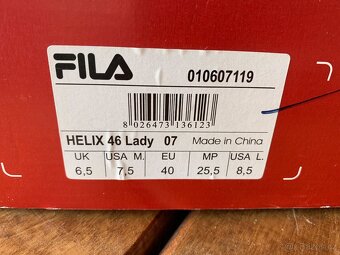 FILA
010607119
8 026473 136123
HELIX 46 Lady 07 Made in China
UK USA M. EU MP USA L.
6,5 7,5 40 25,5 8,5